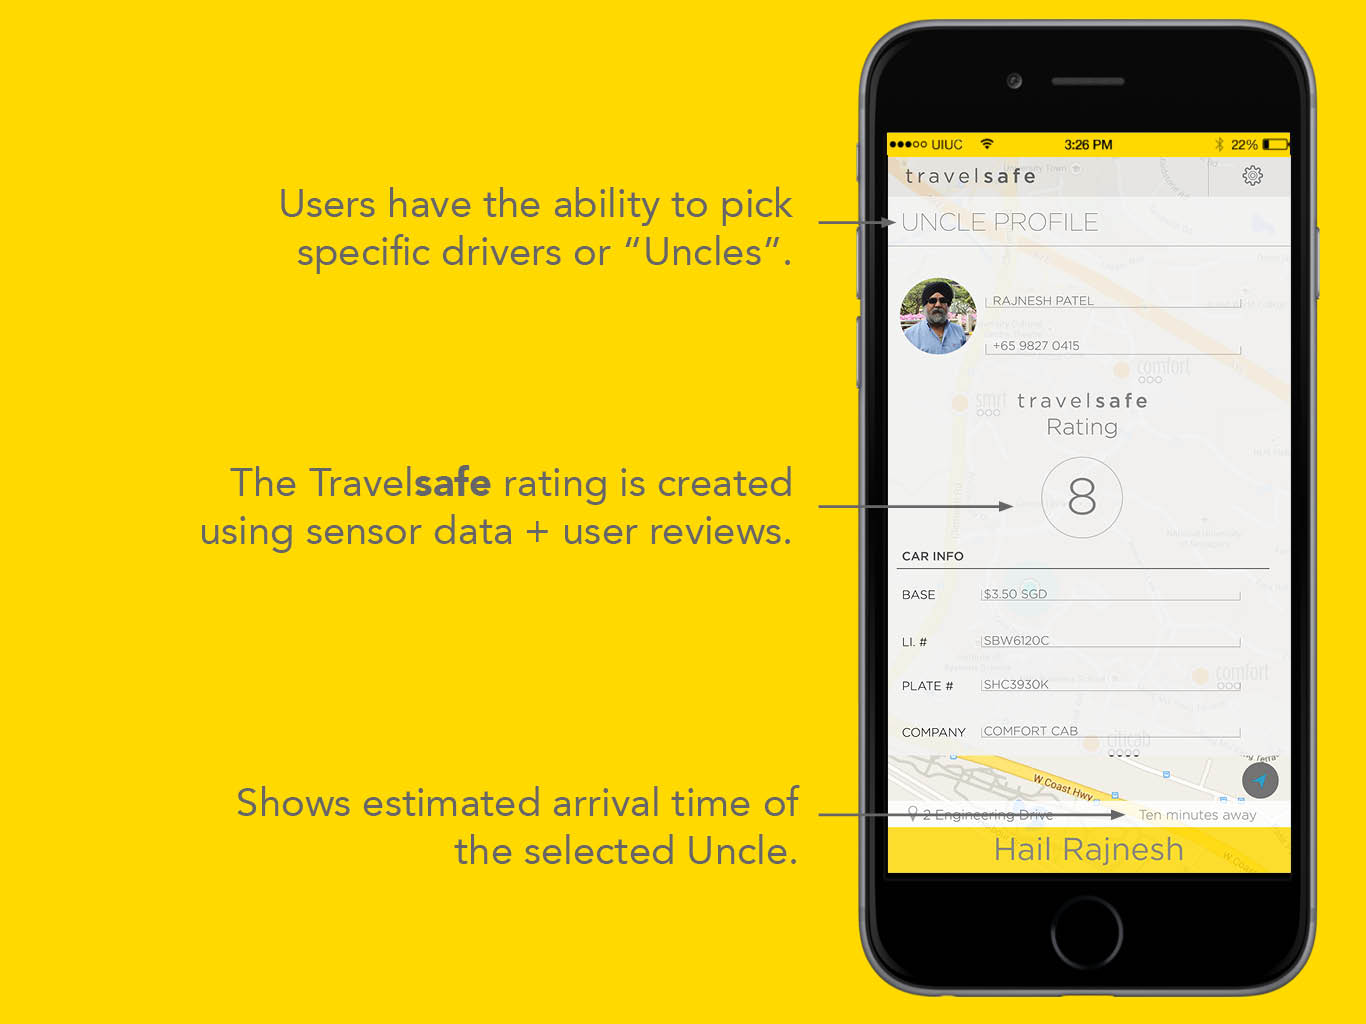 Users have the ability to pick
specific drivers or “Uncles”.
The Travelsafe rating is created
using sensor data + user reviews.
Shows estimated arrival time of
the selected Uncle.
UIUC 3:26 PM 22%
travelsafe
UNCLE PROFILE
RAJNESH PATEL
+65 9827 0415
comfort
smrt
travelsafe
Rating
8
CAR INFO
BASE $3.50 SGD
LI. # SBW6120C
comfort
PLATE # SHC3930K
COMPANY COMFORT CAB
citicab
W Coast Hwy
2 Engineering Drive Ten minutes away
Hail Rajnesh